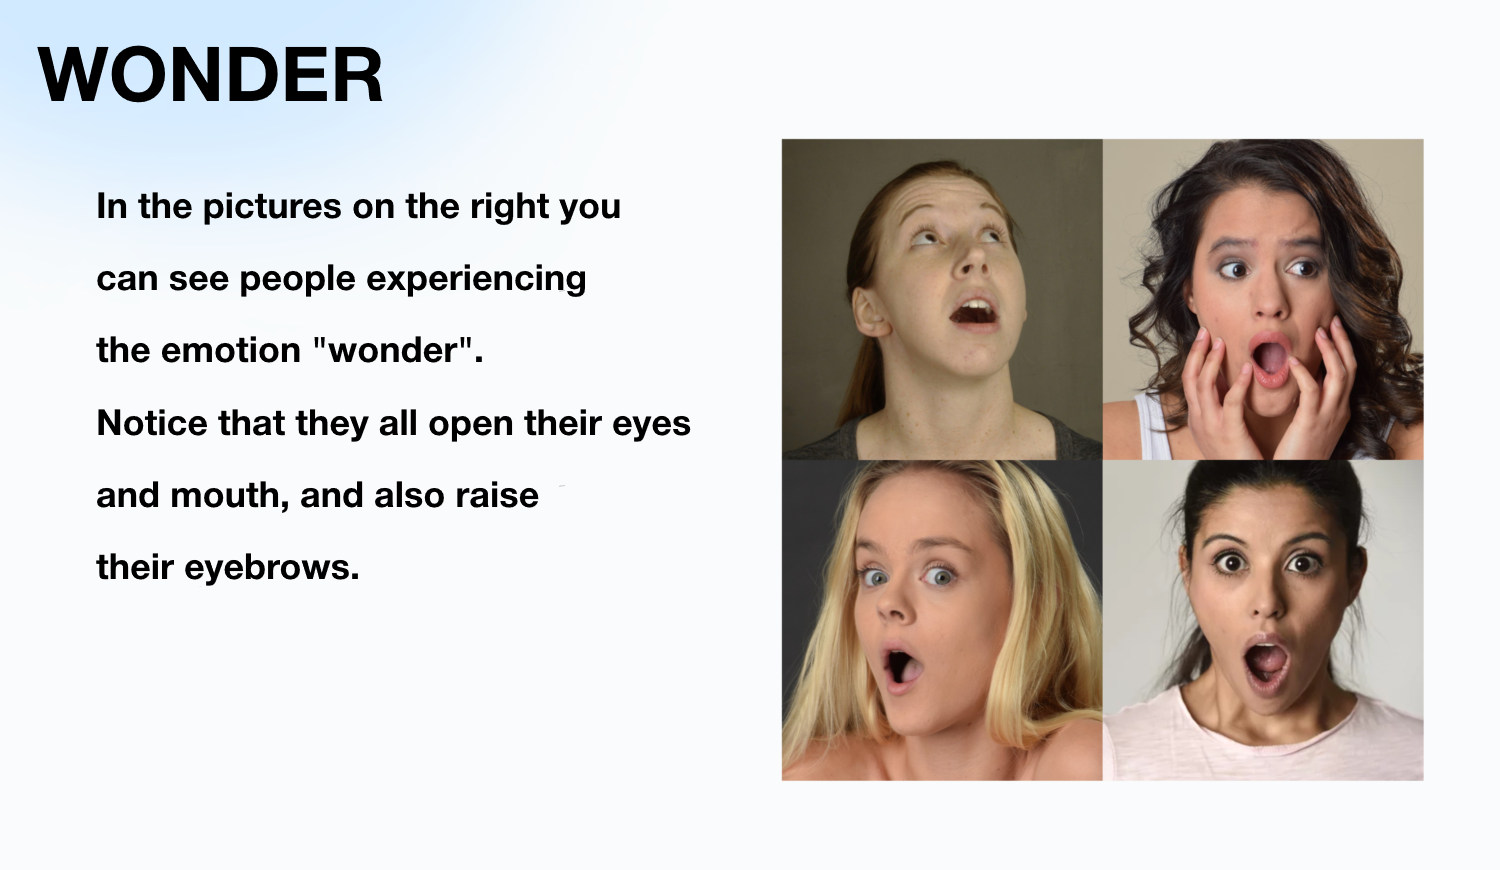 WONDER
In the pictures on the right you
can see people experiencing
the emotion "wonder".
Notice that they all open their eyes
and mouth, and also raise
their eyebrows.